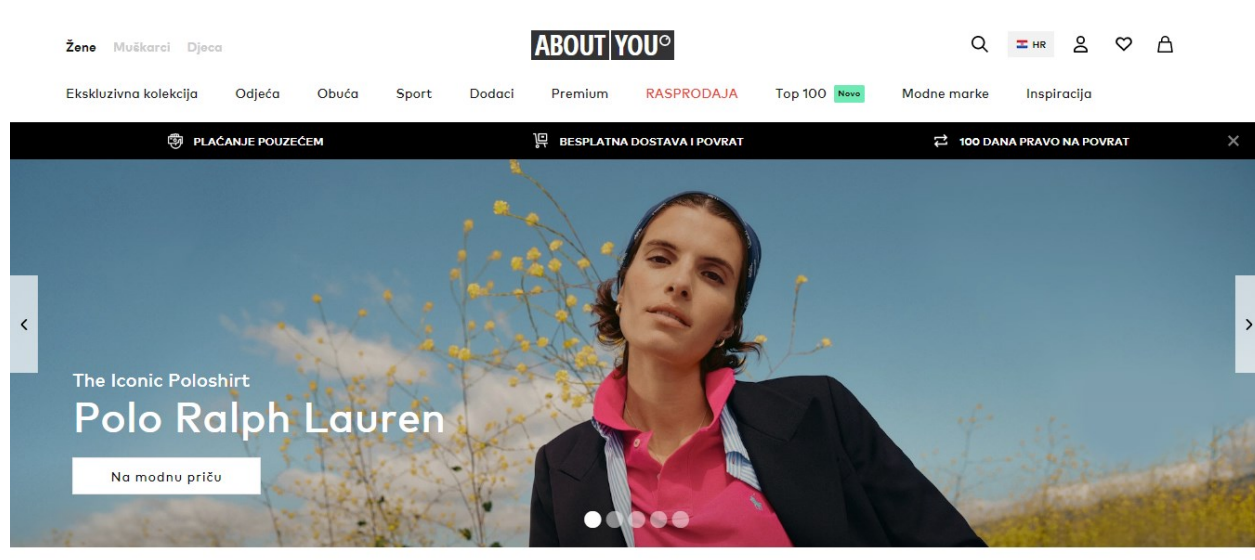 Žene Muškarci Djeca
ABOUT YOU°
HR
Ekskluzivna kolekcija Odjeća Obuća Sport Dodaci Premium RASPRODAJA Top 100 Novo Modne marke Inspiracija
PLAĆANJE POUZEĆEM BESPLATNA DOSTAVA I POVRAT 100 DANA PRAVO NA POVRAT
The Iconic Poloshirt
Polo Ralph Lauren
Na modnu priču